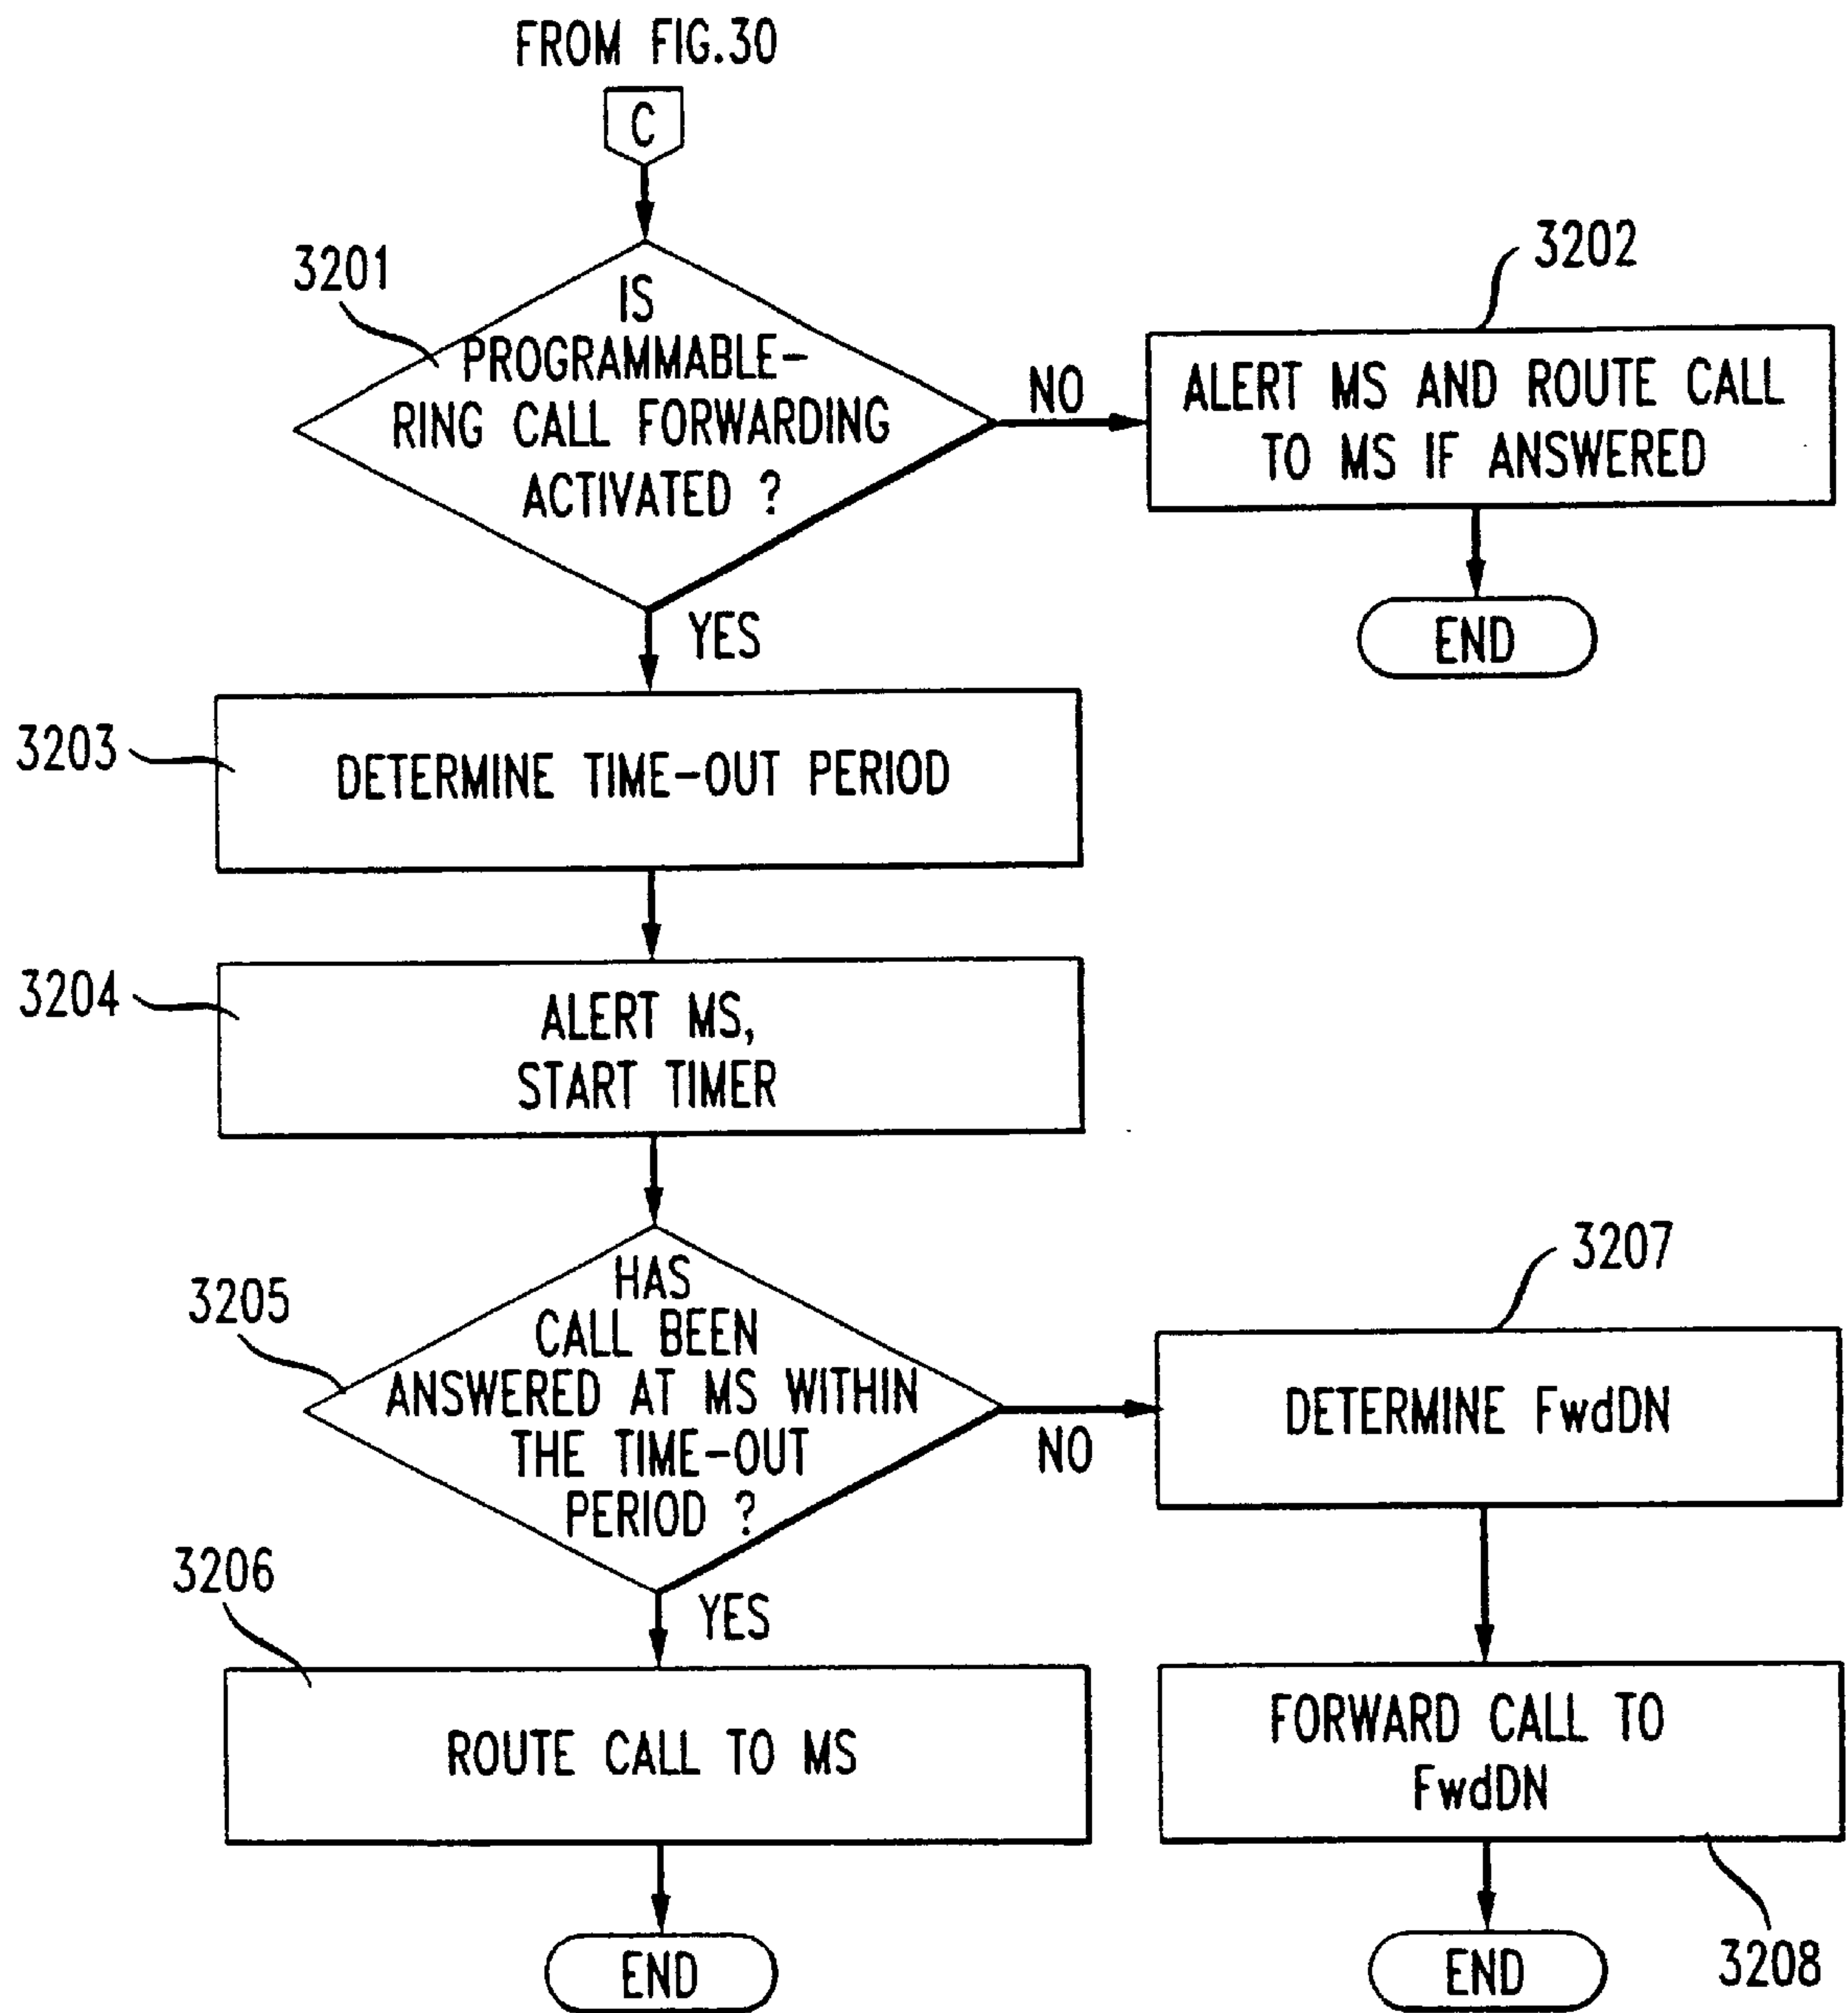 FROM FIG.30
C
3201
IS
PROGRAMMABLE-
RING CALL FORWARDING
ACTIVATED ?
NO
3202
ALERT MS AND ROUTE CALL
TO MS IF ANSWERED
END
YES
3203
DETERMINE TIME-OUT PERIOD
3204
ALERT MS,
START TIMER
3205
HAS
CALL BEEN
ANSWERED AT MS WITHIN
THE TIME-OUT
PERIOD ?
NO
3207
DETERMINE FwdDN
YES
3206
ROUTE CALL TO MS
END
FORWARD CALL TO
FwdDN
3208
END